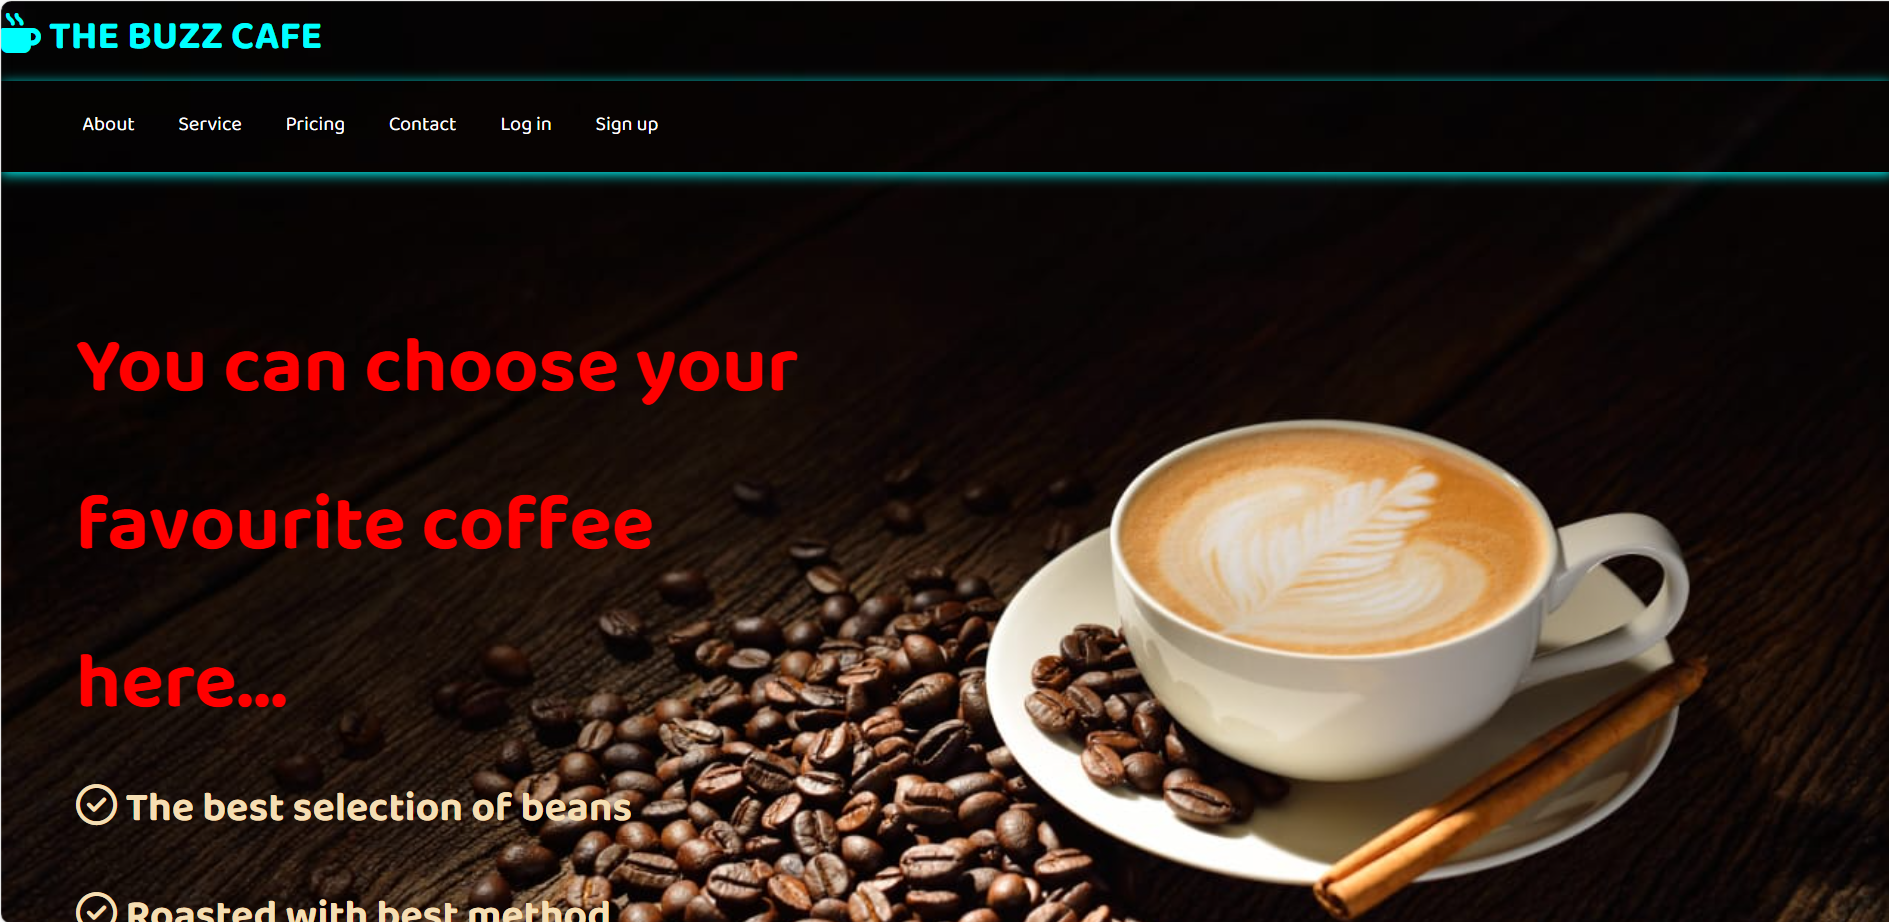 THE BUZZ CAFE
About Service Pricing Contact Log in Sign up
You can choose your
favourite coffee
here...
The best selection of beans
Roasted with best method